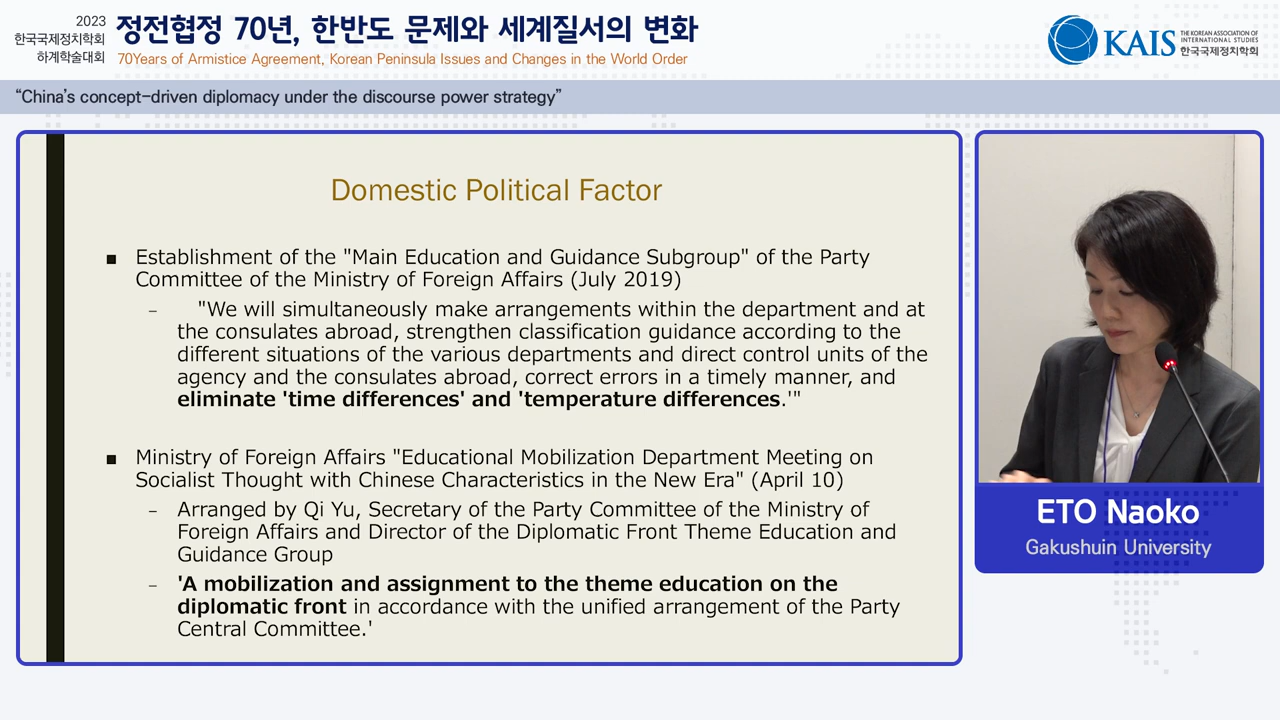 2023
한국국제정치학회
하계학술대회
정전협정 70년, 한반도 문제와 세계질서의 변화
70Years of Armistice Agreement, Korean Peninsula Issues and Changes in the World Order
KAIS
THE KOREAN ASSOCIATION OF
INTERNATIONAL STUDIES
한국국제정치학회
“China’s concept-driven diplomacy under the discourse power strategy”
Domestic Political Factor
■ Establishment of the "Main Education and Guidance Subgroup" of the Party
Committee of the Ministry of Foreign Affairs (July 2019)
– "We will simultaneously make arrangements within the department and at
the consulates abroad, strengthen classification guidance according to the
different situations of the various departments and direct control units of the
agency and the consulates abroad, correct errors in a timely manner, and
eliminate 'time differences' and 'temperature differences.'"
■ Ministry of Foreign Affairs "Educational Mobilization Department Meeting on
Socialist Thought with Chinese Characteristics in the New Era" (April 10)
– Arranged by Qi Yu, Secretary of the Party Committee of the Ministry of
Foreign Affairs and Director of the Diplomatic Front Theme Education and
Guidance Group
– 'A mobilization and assignment to the theme education on the
diplomatic front in accordance with the unified arrangement of the Party
Central Committee.'
ETO Naoko
Gakushuin University